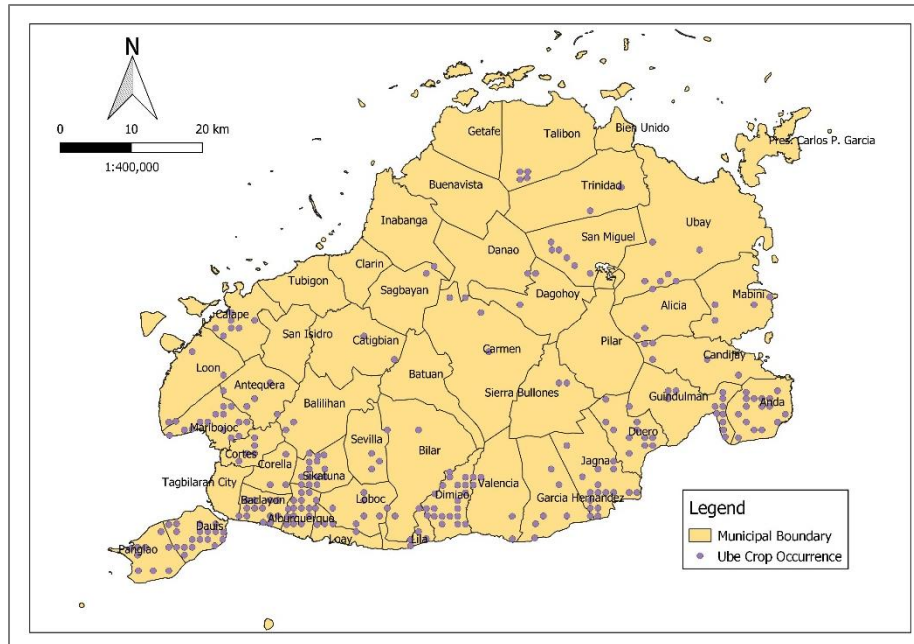 N
0 10 20 km
1:400,000
Getafe
Talibon
Bien Unido
Pres. Carlos P. Garcia
Buenavista
Trinidad
Inabanga
Ubay
San Miguel
Danao
Clarin
Tubigon
Sagbayan
Dagohoy
Mabini
Alicia
Calape
San Isidro
Catigbian
Pilar
Carmen
Candijay
Loon
Batuan
Antequera
Sierra Bullones
Guindulman
Balilihan
Anda
Maribojoc
Duero
Sevilla
Bilar
Cortes
Corella
Jagna
Sikatuna
Tagbilaran City
Valencia
Dimiao
Loboc
Baclayon
Garcia Hernandez
Alburquerque
Dauis
Loay
Lila
Panglao
Legend
Municipal Boundary
Ube Crop Occurrence